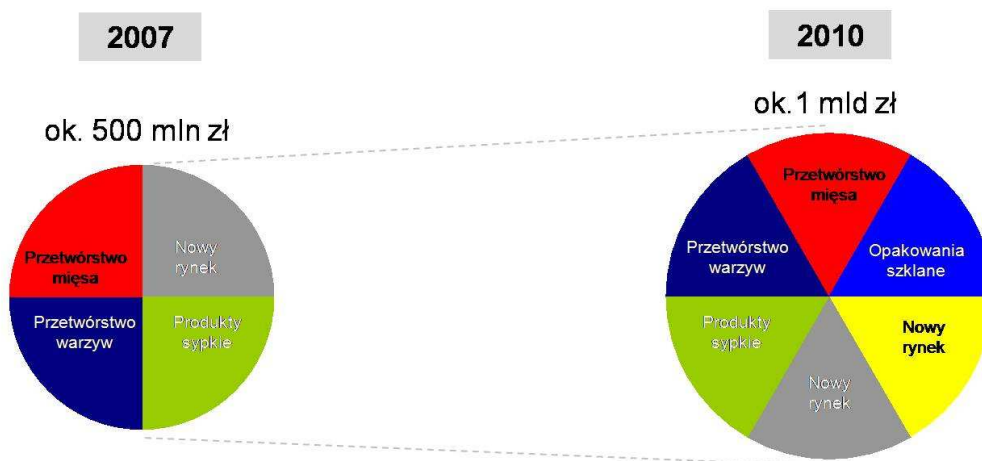 2007
ok. 500 mln zł
Przetwórstwo
mięsa
Nowy
rynek
Przetwórstwo
warzyw
Produkty
sypkie
2010
ok.1 mld zł
Przetwórstwo
mięsa
Przetwórstwo
warzyw
Opakowania
szklane
Produkty
sypkie
Nowy
rynek
Nowy
rynek